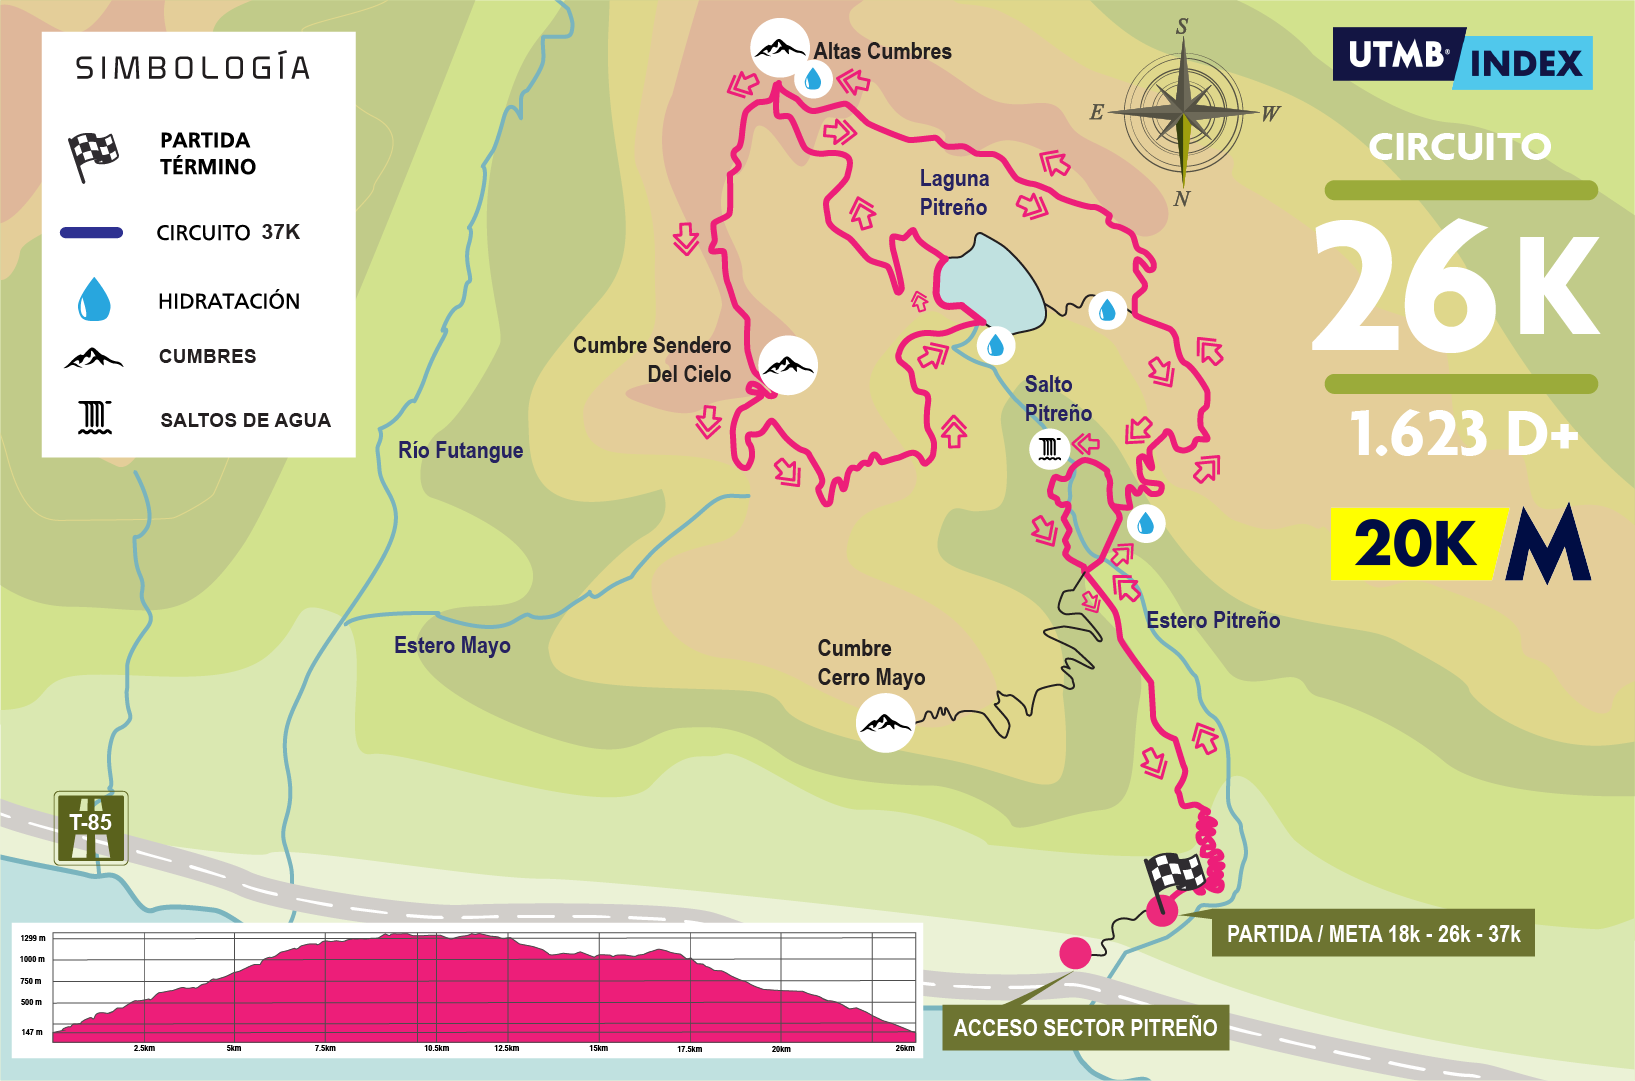 SIMBOLOGÍA
PARTIDA
TÉRMINO
CIRCUITO 37K
HIDRATACIÓN
CUMBRES
SALTOS DE AGUA
Altas Cumbres
Laguna
Pitreño
Cumbre Sendero
Del Cielo
Salto
Pitreño
Río Futangue
Estero Mayo
Estero Pitreño
Cumbre
Cerro Mayo
S
E
W
N
UTMB® INDEX
CIRCUITO
26K
1.623 D+
20K M
T-85
PARTIDA / META 18k - 26k - 37k
ACCESO SECTOR PITREÑO
1299 m
1000 m
750 m
500 m
147 m
2.5km 5km 7.5km 10.5km 12.5km 15km 17.5km 20km 26km